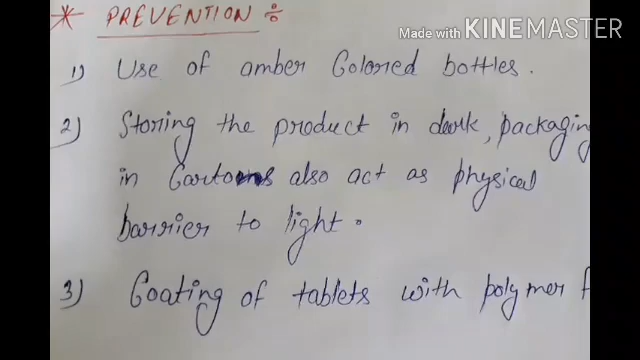 * PREVENTION ÷
Made with KINEMASTER
1) Use of amber Colored bottles.
2) Storing the product in dark, packaging
in Cartons also act as physical
barrier to light.
3) Coating of tablets with polymer f